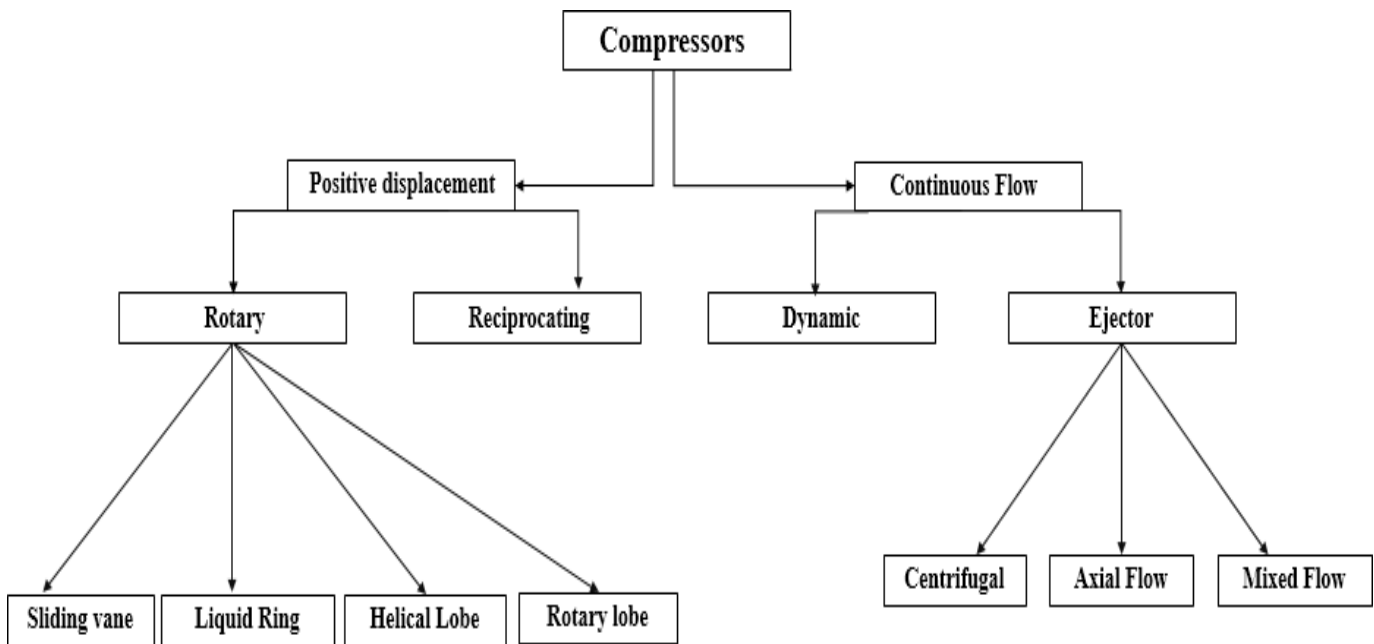 Compressors
Positive displacement
Continuous Flow
Rotary
Reciprocating
Dynamic
Ejector
Centrifugal
Axial Flow
Mixed Flow
Sliding vane
Liquid Ring
Helical Lobe
Rotary lobe